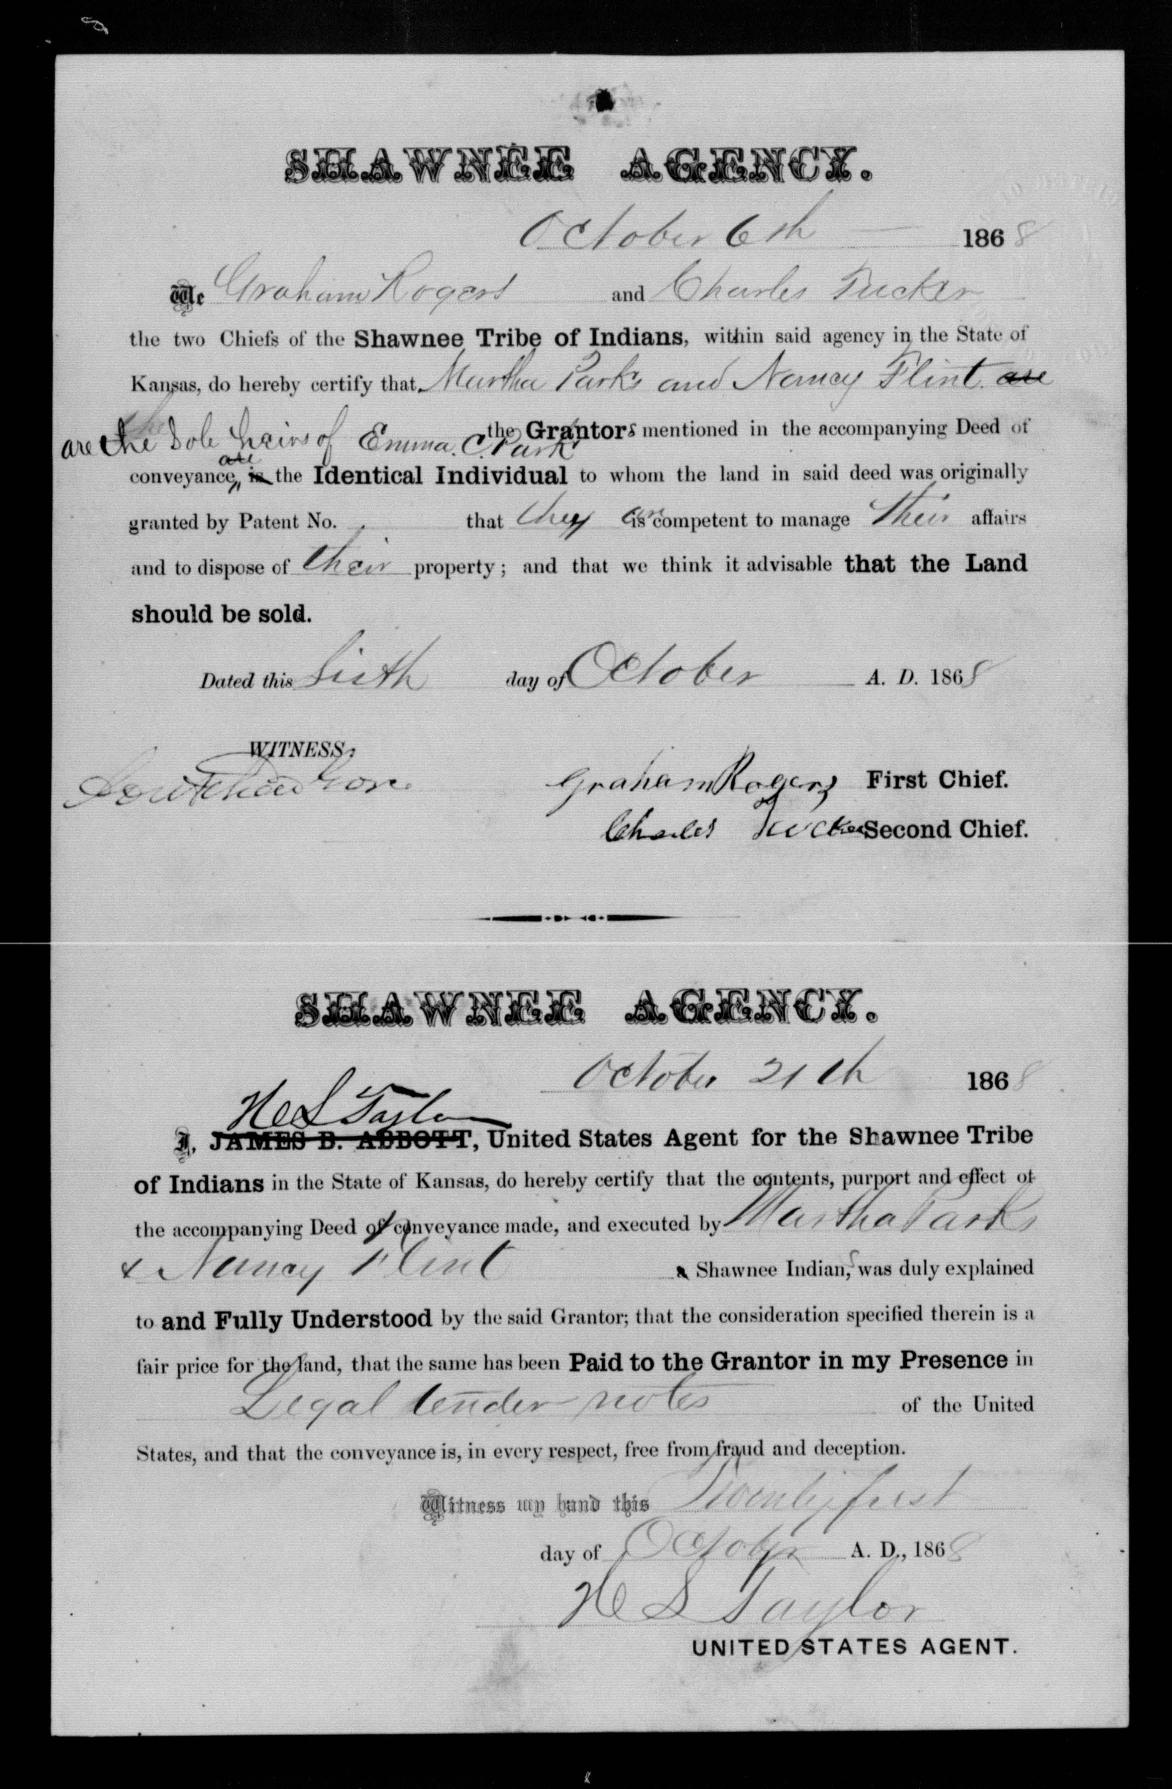 SHAWNEE AGENCY.
October 6th 1868
We Graham Rogers and Charles Tucker
the two Chiefs of the Shawnee Tribe of Indians, within said agency in the State of
Kansas, do hereby certify that Martha Parks and Nancy Flint are
are the Sole heirs of Emma. C. Parks the Grantors mentioned in the accompanying Deed of
are
conveyance, is the Identical Individual to whom the land in said deed was originally
granted by Patent No. that they are is competent to manage their affairs
and to dispose of their property; and that we think it advisable that the Land
should be sold.
Dated this Sixth day of October A. D. 1868
WITNESS:
Graham Rogers First Chief.
Charles Tucker Second Chief.
SHAWNEE AGENCY.
October 21th 1868
H L Taylor
I, JAMES B. ABBOTT, United States Agent for the Shawnee Tribe
of Indians in the State of Kansas, do hereby certify that the contents, purport and effect of
the accompanying Deed of conveyance made, and executed by Martha Parks
& Nancy Flint a Shawnee Indians, was duly explained
to and Fully Understood by the said Grantor; that the consideration specified therein is a
fair price for the land, that the same has been Paid to the Grantor in my Presence in
Legal tender notes of the United
States, and that the conveyance is, in every respect, free from fraud and deception.
Witness my hand this Twenty first
day of October A. D., 1868
H L Taylor
UNITED STATES AGENT.